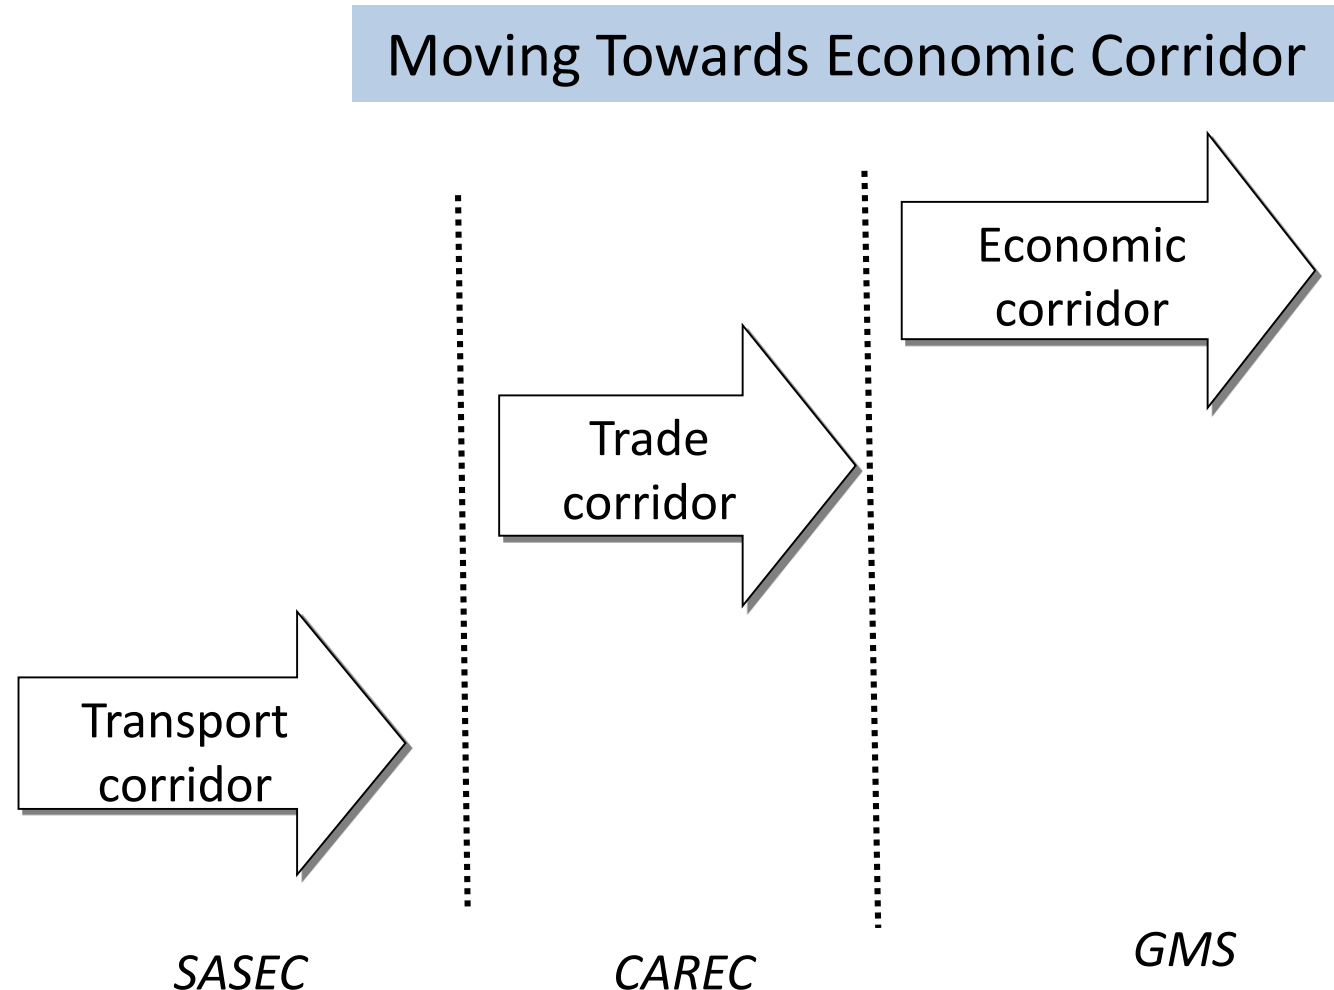 Moving Towards Economic Corridor
Economic
corridor
Trade
corridor
Transport
corridor
SASEC
CAREC
GMS